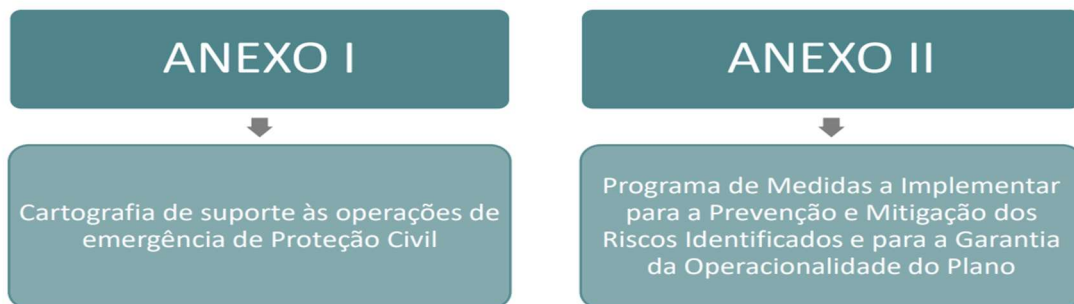 ANEXO I
Cartografia de suporte às operações de
emergência de Proteção Civil
ANEXO II
Programa de Medidas a Implementar
para a Prevenção e Mitigação dos
Riscos Identificados e para a Garantia
da Operacionalidade do Plano